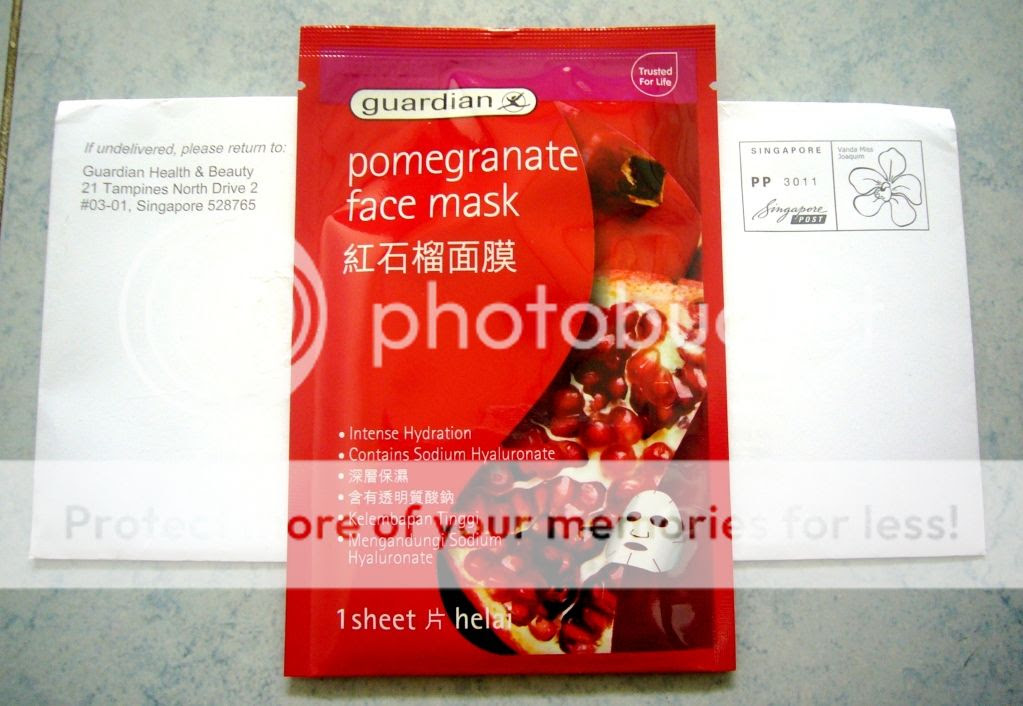 If undelivered, please return to:
Guardian Health & Beauty
21 Tampines North Drive 2
#03-01, Singapore 528765
Trusted
For Life
guardian
pomegranate
face mask
紅石榴面膜
• Intense Hydration
• Contains Sodium Hyaluronate
• 深層保濕
• 含有透明質酸鈉
• Kelembapan Tinggi
• Mengandungi Sodium
Hyaluronate
1 sheet 片 helai
SINGAPORE
PP 3011
Singapore
POST
Vanda Miss
Joaquim
photobucket
Protect more of your memories for less!